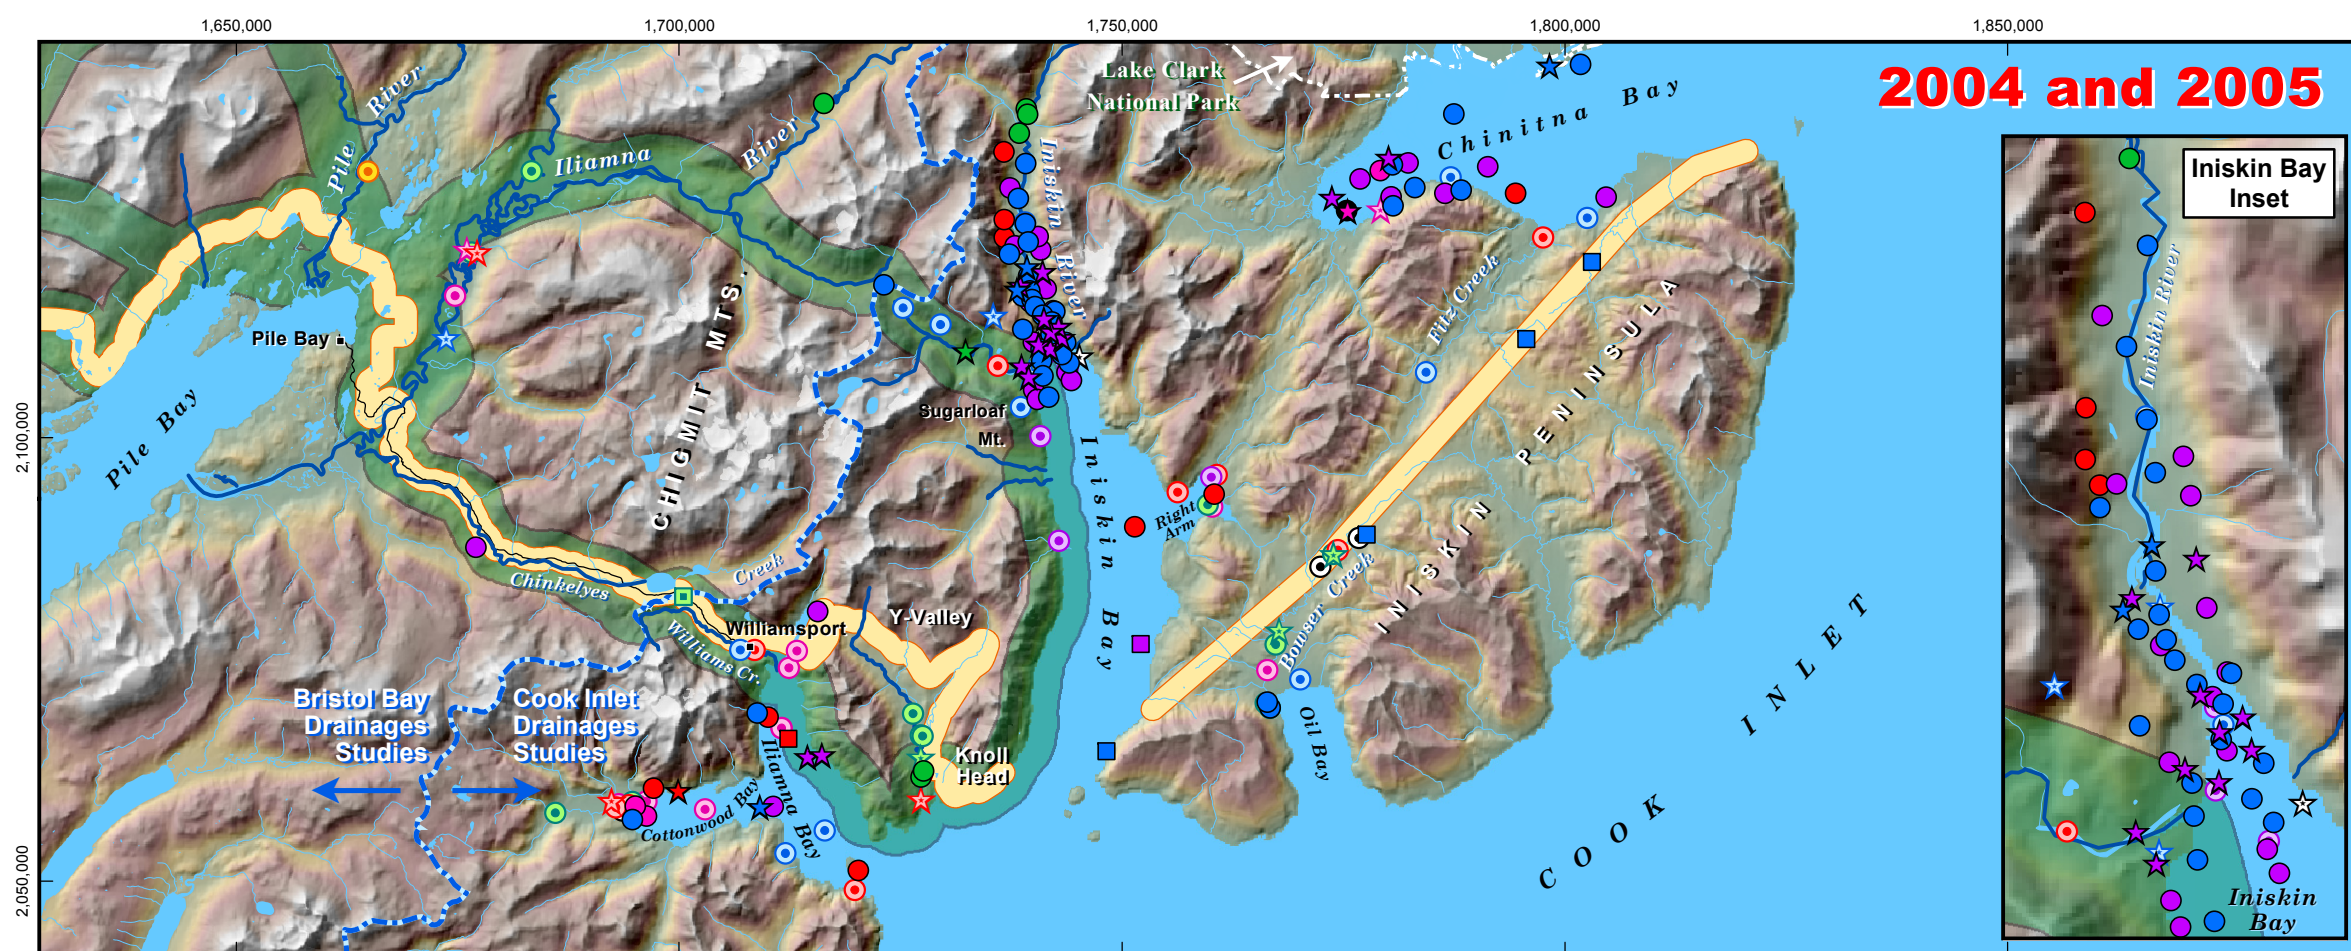 1,650,000
1,700,000
1,750,000
1,800,000
1,850,000
2004 and 2005
Lake Clark
National Park
Chinitna Bay
Pile River
Iliamna River
Iniskin River
Iniskin Bay
Inset
Iniskin River
Pile Bay
Pile Bay
CHIGMIT MTS.
Fitz Creek
Sugarloaf
Mt.
2,100,000
Iniskin Bay
Right
Arm
INISKIN PENINSULA
Chinkelyes Creek
Williamsport
Williams Cr.
Y-Valley
Bowser Creek
Oil Bay
COOK INLET
Bristol Bay
Drainages
Studies
Cook Inlet
Drainages
Studies
Knoll
Head
Iliamna Bay
Cottonwood Bay
2,050,000
Iniskin
Bay